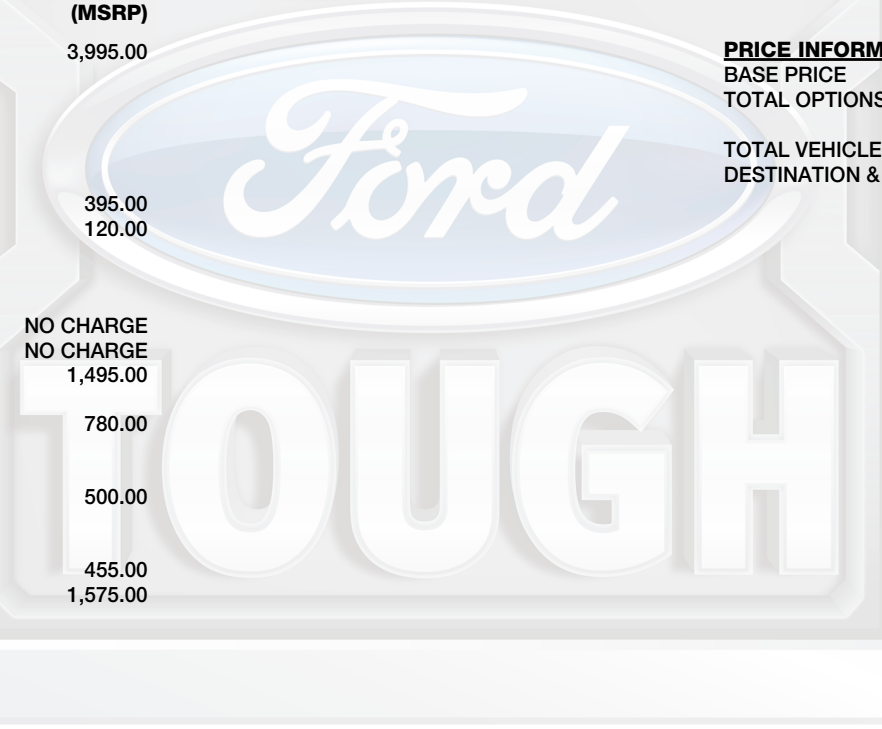 (MSRP)
3,995.00
395.00
120.00
NO CHARGE
NO CHARGE
1,495.00
780.00
500.00
455.00
1,575.00
PRICE INFORM
BASE PRICE
TOTAL OPTIONS
TOTAL VEHICLE
DESTINATION &
Ford
TOUGH